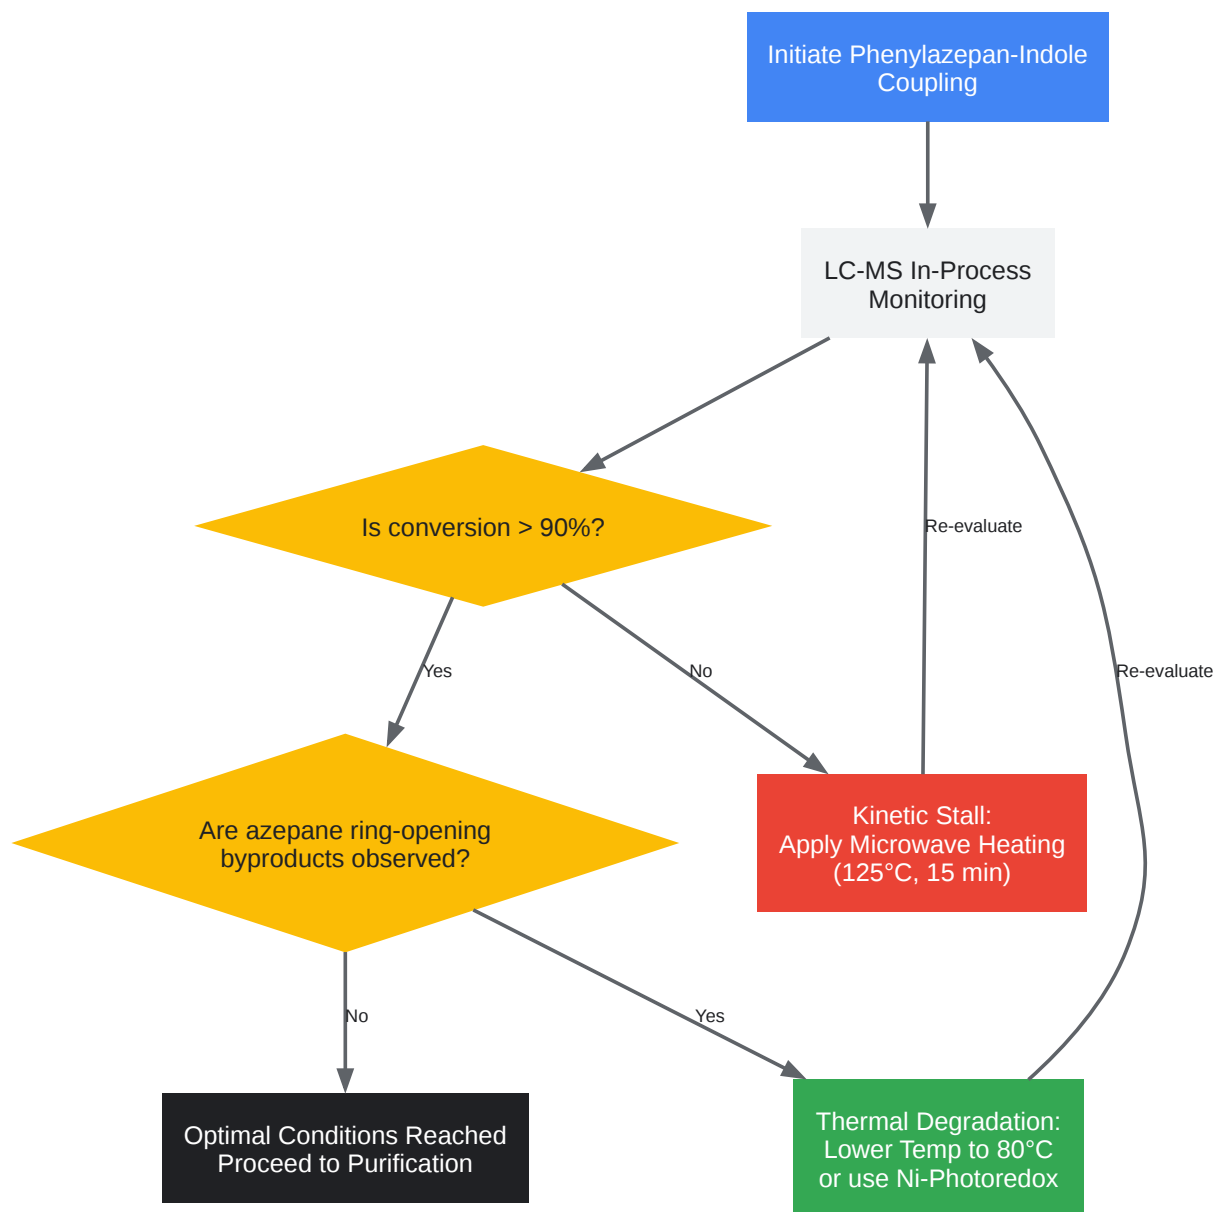 Initiate Phenylazepan-Indole
Coupling
LC-MS In-Process
Monitoring
Is conversion > 90%?
Re-evaluate
Yes
No
Re-evaluate
Kinetic Stall:
Apply Microwave Heating
(125°C, 15 min)
Are azepane ring-opening
byproducts observed?
No
Yes
Optimal Conditions Reached
Proceed to Purification
Thermal Degradation:
Lower Temp to 80°C
or use Ni-Photoredox